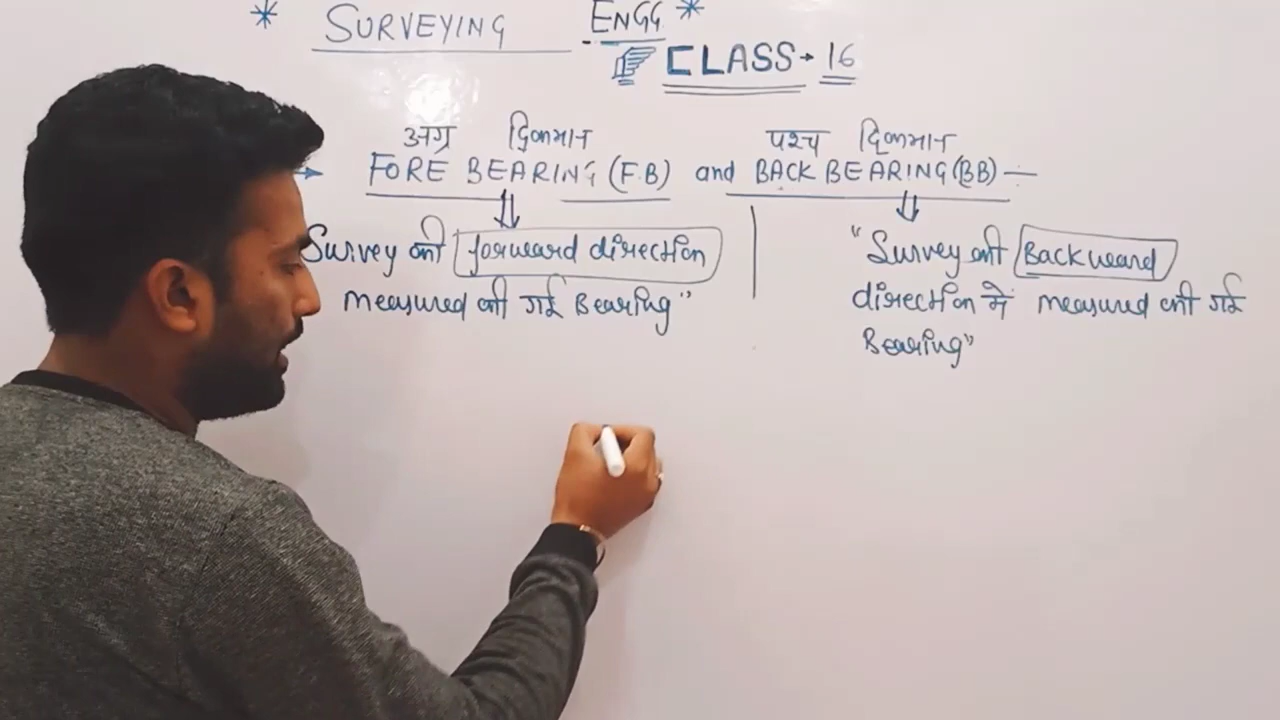 * SURVEYING ENGG *
CLASS → 16
अग्र दिक्मान पश्च दिक्मान
→ FORE BEARING (F.B) and BACK BEARING (BB) —
Survey की forward direction
measured की गई Bearing"
"Survey की Backward
direction में measured की गई
Bearing"